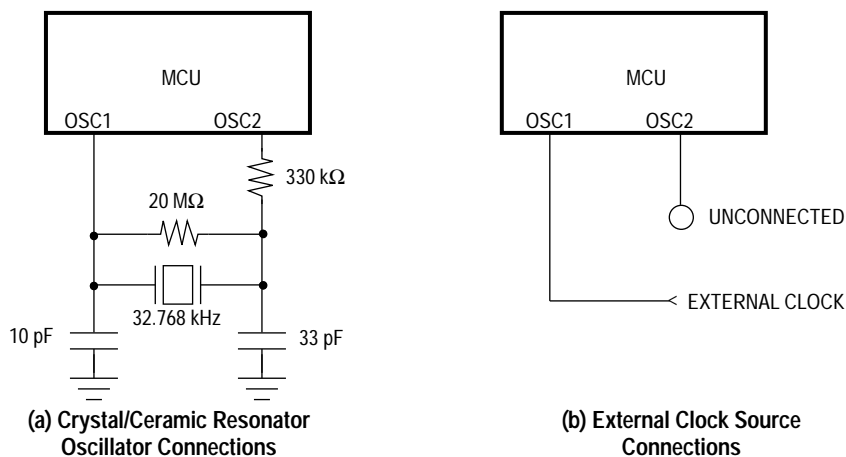 MCU
OSC1
OSC2
330 kΩ
20 MΩ
32.768 kHz
10 pF
33 pF
(a) Crystal/Ceramic Resonator
Oscillator Connections
MCU
OSC1
OSC2
UNCONNECTED
EXTERNAL CLOCK
(b) External Clock Source
Connections